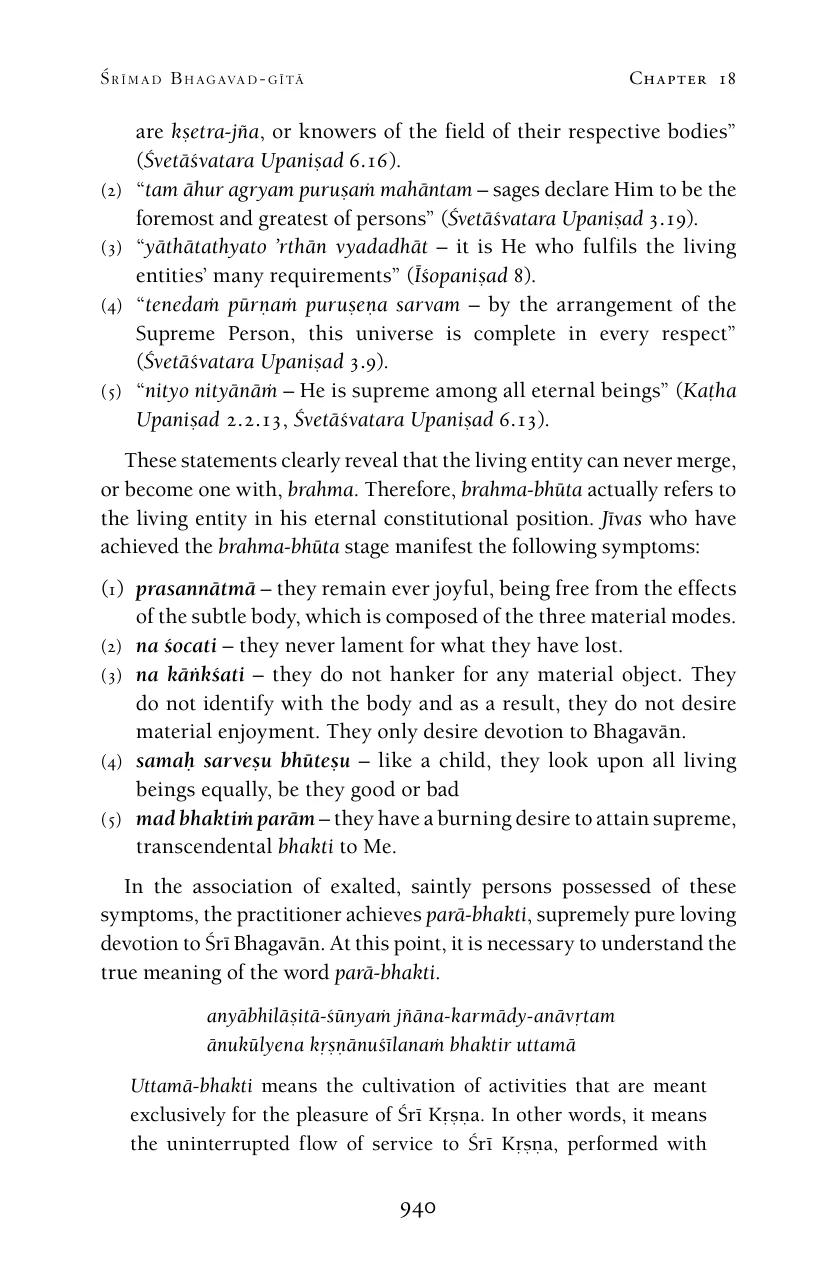 Śrīmad Bhagavad-gītā Chapter 18
are kṣetra-jña, or knowers of the field of their respective bodies”
(Śvetāśvatara Upaniṣad 6.16).
(2) “tam āhur agryam puruṣaṁ mahāntam – sages declare Him to be the
foremost and greatest of persons” (Śvetāśvatara Upaniṣad 3.19).
(3) “yāthātathyato ’rthān vyadadhāt – it is He who fulfils the living
entities’ many requirements” (Īśopaniṣad 8).
(4) “tenedaṁ pūrṇaṁ puruṣeṇa sarvam – by the arrangement of the
Supreme Person, this universe is complete in every respect”
(Śvetāśvatara Upaniṣad 3.9).
(5) “nityo nityānāṁ – He is supreme among all eternal beings” (Kaṭha
Upaniṣad 2.2.13, Śvetāśvatara Upaniṣad 6.13).
These statements clearly reveal that the living entity can never merge,
or become one with, brahma. Therefore, brahma-bhūta actually refers to
the living entity in his eternal constitutional position. Jīvas who have
achieved the brahma-bhūta stage manifest the following symptoms:
(1) prasannātmā – they remain ever joyful, being free from the effects
of the subtle body, which is composed of the three material modes.
(2) na śocati – they never lament for what they have lost.
(3) na kāṅkśati – they do not hanker for any material object. They
do not identify with the body and as a result, they do not desire
material enjoyment. They only desire devotion to Bhagavān.
(4) samaḥ sarveṣu bhūteṣu – like a child, they look upon all living
beings equally, be they good or bad
(5) mad bhaktiṁ parām – they have a burning desire to attain supreme,
transcendental bhakti to Me.
In the association of exalted, saintly persons possessed of these
symptoms, the practitioner achieves parā-bhakti, supremely pure loving
devotion to Śrī Bhagavān. At this point, it is necessary to understand the
true meaning of the word parā-bhakti.
anyābhilāṣitā-śūnyaṁ jñāna-karmādy-anāvṛtam
ānukūlyena kṛṣṇānuśīlanaṁ bhaktir uttamā
Uttamā-bhakti means the cultivation of activities that are meant
exclusively for the pleasure of Śrī Kṛṣṇa. In other words, it means
the uninterrupted flow of service to Śrī Kṛṣṇa, performed with
940